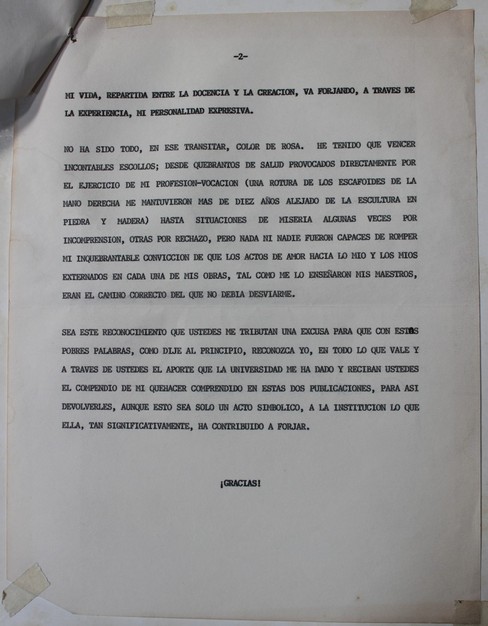 -2-
MI VIDA, REPARTIDA ENTRE LA DOCENCIA Y LA CREACION, VA FORJANDO, A TRAVES DE
LA EXPERIENCIA, MI PERSONALIDAD EXPRESIVA.
NO HA SIDO TODO, EN ESE TRANSITAR, COLOR DE ROSA. HE TENIDO QUE VENCER
INCONTABLES ESCOLLOS; DESDE QUEBRANTOS DE SALUD PROVOCADOS DIRECTAMENTE POR
EL EJERCICIO DE MI PROFESION-VOCACION (UNA ROTURA DE LOS ESCAFOIDES DE LA
MANO DERECHA ME MANTUVIERON MAS DE DIEZ AÑOS ALEJADO DE LA ESCULTURA EN
PIEDRA Y MADERA) HASTA SITUACIONES DE MISERIA ALGUNAS VECES POR
INCOMPRENSION, OTRAS POR RECHAZO, PERO NADA NI NADIE FUERON CAPACES DE ROMPER
MI INQUEBRANTABLE CONVICCION DE QUE LOS ACTOS DE AMOR HACIA LO MIO Y LOS MIOS
EXTERNADOS EN CADA UNA DE MIS OBRAS, TAL COMO ME LO ENSEÑARON MIS MAESTROS,
ERAN EL CAMINO CORRECTO DEL QUE NO DEBIA DESVIARME.
SEA ESTE RECONOCIMIENTO QUE USTEDES ME TRIBUTAN UNA EXCUSA PARA QUE CON ESTAS
POBRES PALABRAS, COMO DIJE AL PRINCIPIO, RECONOZCA YO, EN TODO LO QUE VALE Y
A TRAVES DE USTEDES EL APORTE QUE LA UNIVERSIDAD ME HA DADO Y RECIBAN USTEDES
EL COMPENDIO DE MI QUEHACER COMPRENDIDO EN ESTAS DOS PUBLICACIONES, PARA ASI
DEVOLVERLES, AUNQUE ESTO SEA SOLO UN ACTO SIMBOLICO, A LA INSTITUCION LO QUE
ELLA, TAN SIGNIFICATIVAMENTE, HA CONTRIBUIDO A FORJAR.
¡GRACIAS!